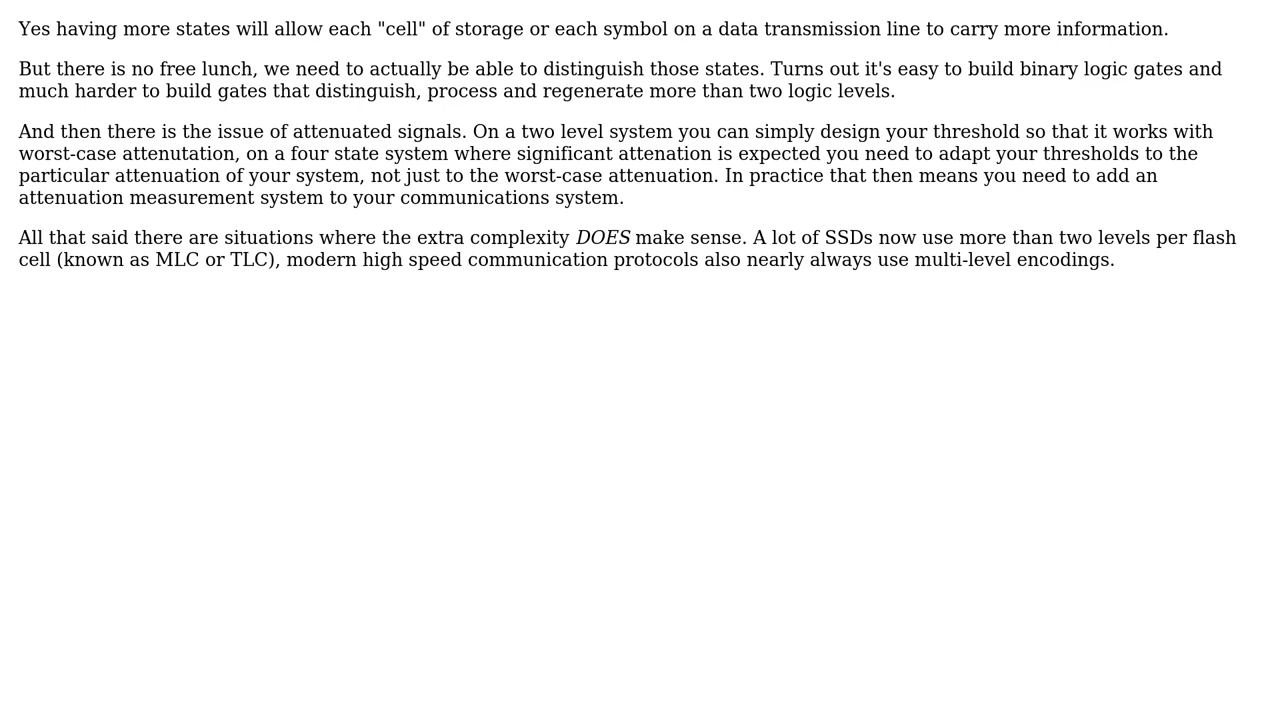 Yes having more states will allow each "cell" of storage or each symbol on a data transmission line to carry more information.
But there is no free lunch, we need to actually be able to distinguish those states. Turns out it's easy to build binary logic gates and
much harder to build gates that distinguish, process and regenerate more than two logic levels.
And then there is the issue of attenuated signals. On a two level system you can simply design your threshold so that it works with
worst-case attenutation, on a four state system where significant attenation is expected you need to adapt your thresholds to the
particular attenuation of your system, not just to the worst-case attenuation. In practice that then means you need to add an
attenuation measurement system to your communications system.
All that said there are situations where the extra complexity DOES make sense. A lot of SSDs now use more than two levels per flash
cell (known as MLC or TLC), modern high speed communication protocols also nearly always use multi-level encodings.